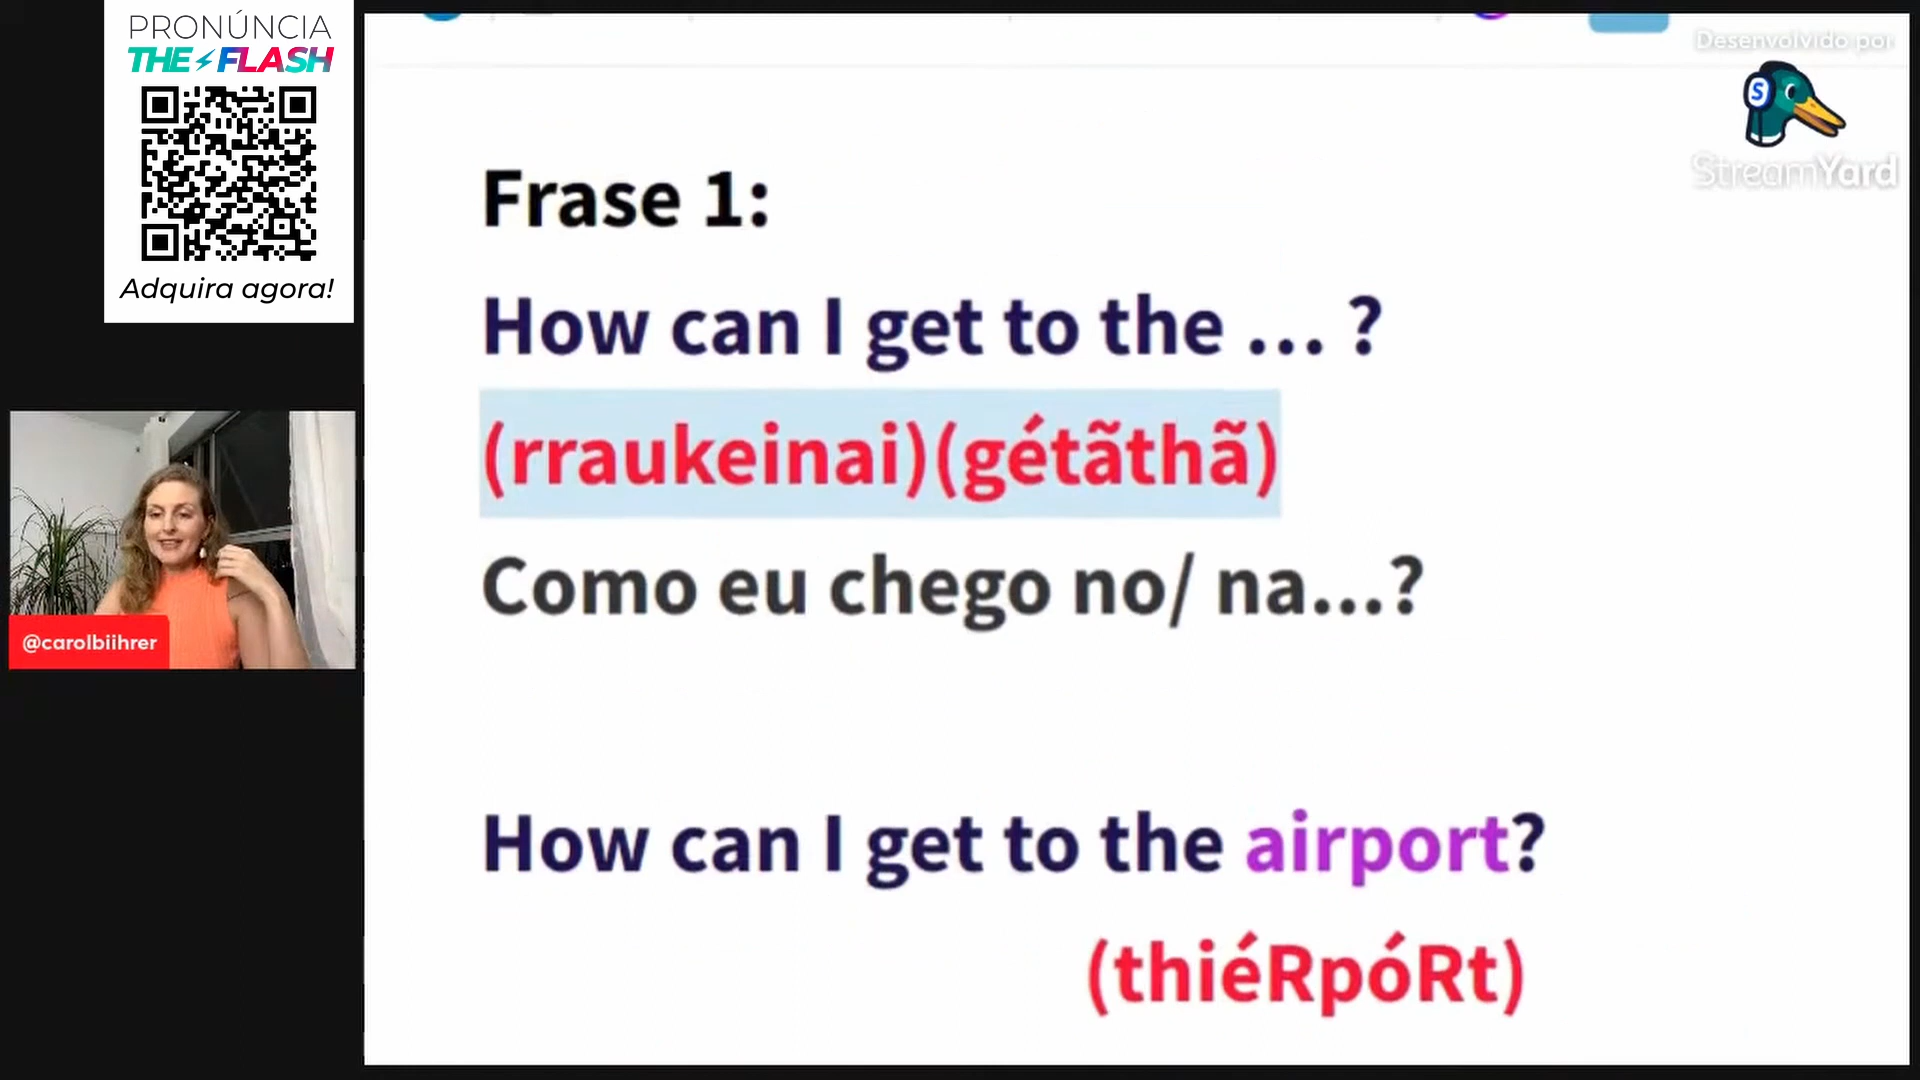 PRONÚNCIA
THE FLASH
Adquira agora!
@carolbiihrer
Desenvolvido por
StreamYard
Frase 1:
How can I get to the ... ?
(rraukeinai)(gétãthã)
Como eu chego no/ na...?
How can I get to the airport?
(thiéRpóRt)